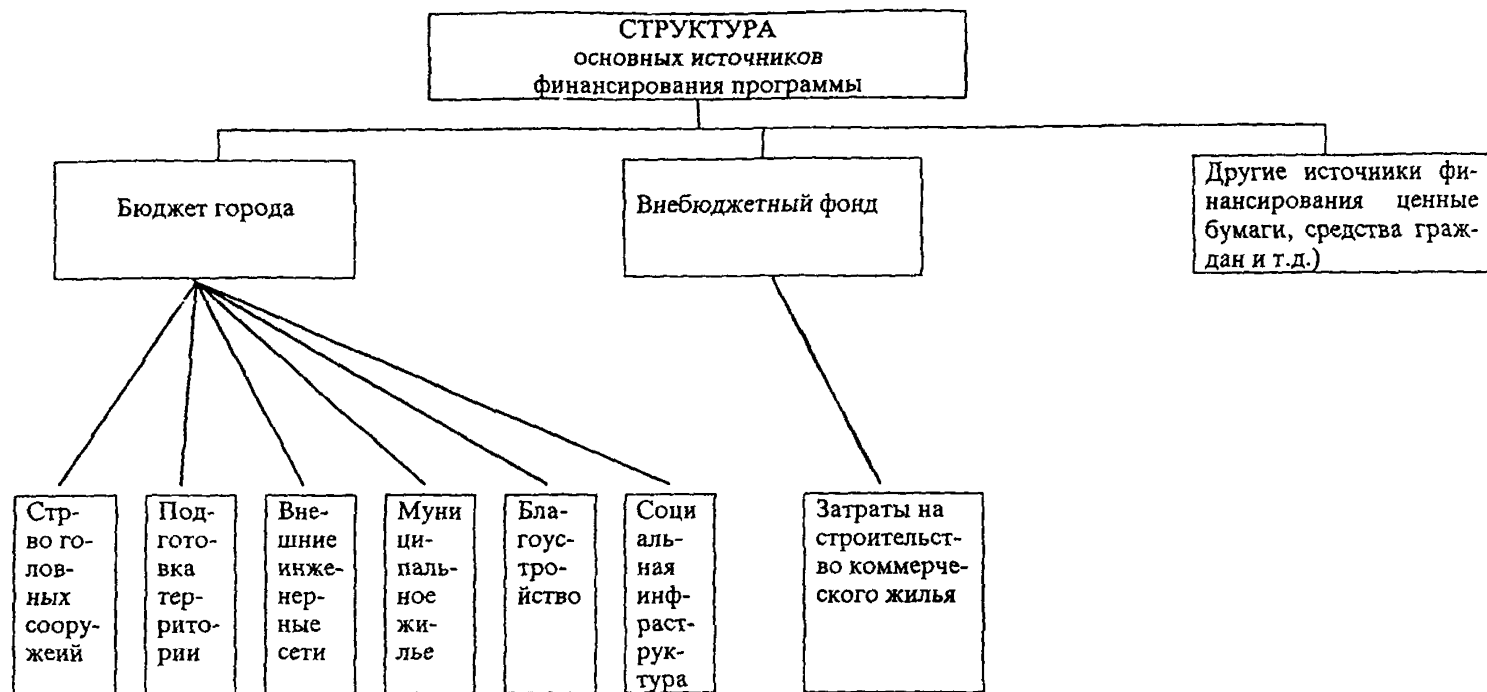 СТРУКТУРА
основных источников
финансирования программы
Бюджет города
Внебюджетный фонд
Другие источники фи-
нансирования ценные
бумаги, средства граж-
дан и т.д.)
Стр-
во го-
лов-
ных
соору-
жеий
Под-
гото-
вка
тер-
рито-
рии
Вне-
шние
инже-
нер-
ные
сети
Муни
ци-
паль-
ное
жи-
лье
Бла-
гоус-
тро-
йство
Соци
аль-
ная
инф-
раст-
рук-
тура
Затраты на
строительст-
во коммерче-
ского жилья